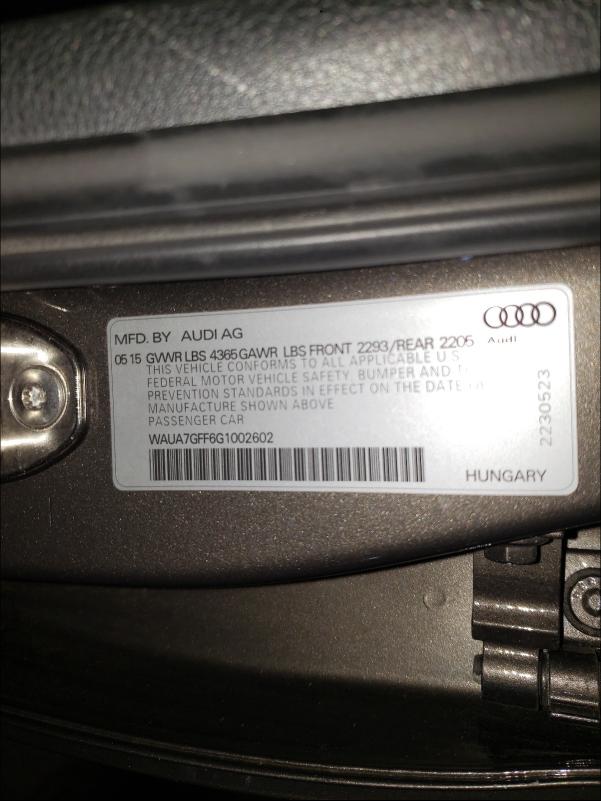 MFD. BY AUDI AG
Audi
05 15 GVWR LBS 4365 GAWR LBS FRONT 2293/REAR 2205
THIS VEHICLE CONFORMS TO ALL APPLICABLE U S
FEDERAL MOTOR VEHICLE SAFETY, BUMPER AND
PREVENTION STANDARDS IN EFFECT ON THE DATE
MANUFACTURE SHOWN ABOVE
PASSENGER CAR
WAUA7GFF6G1002602
HUNGARY
2230523